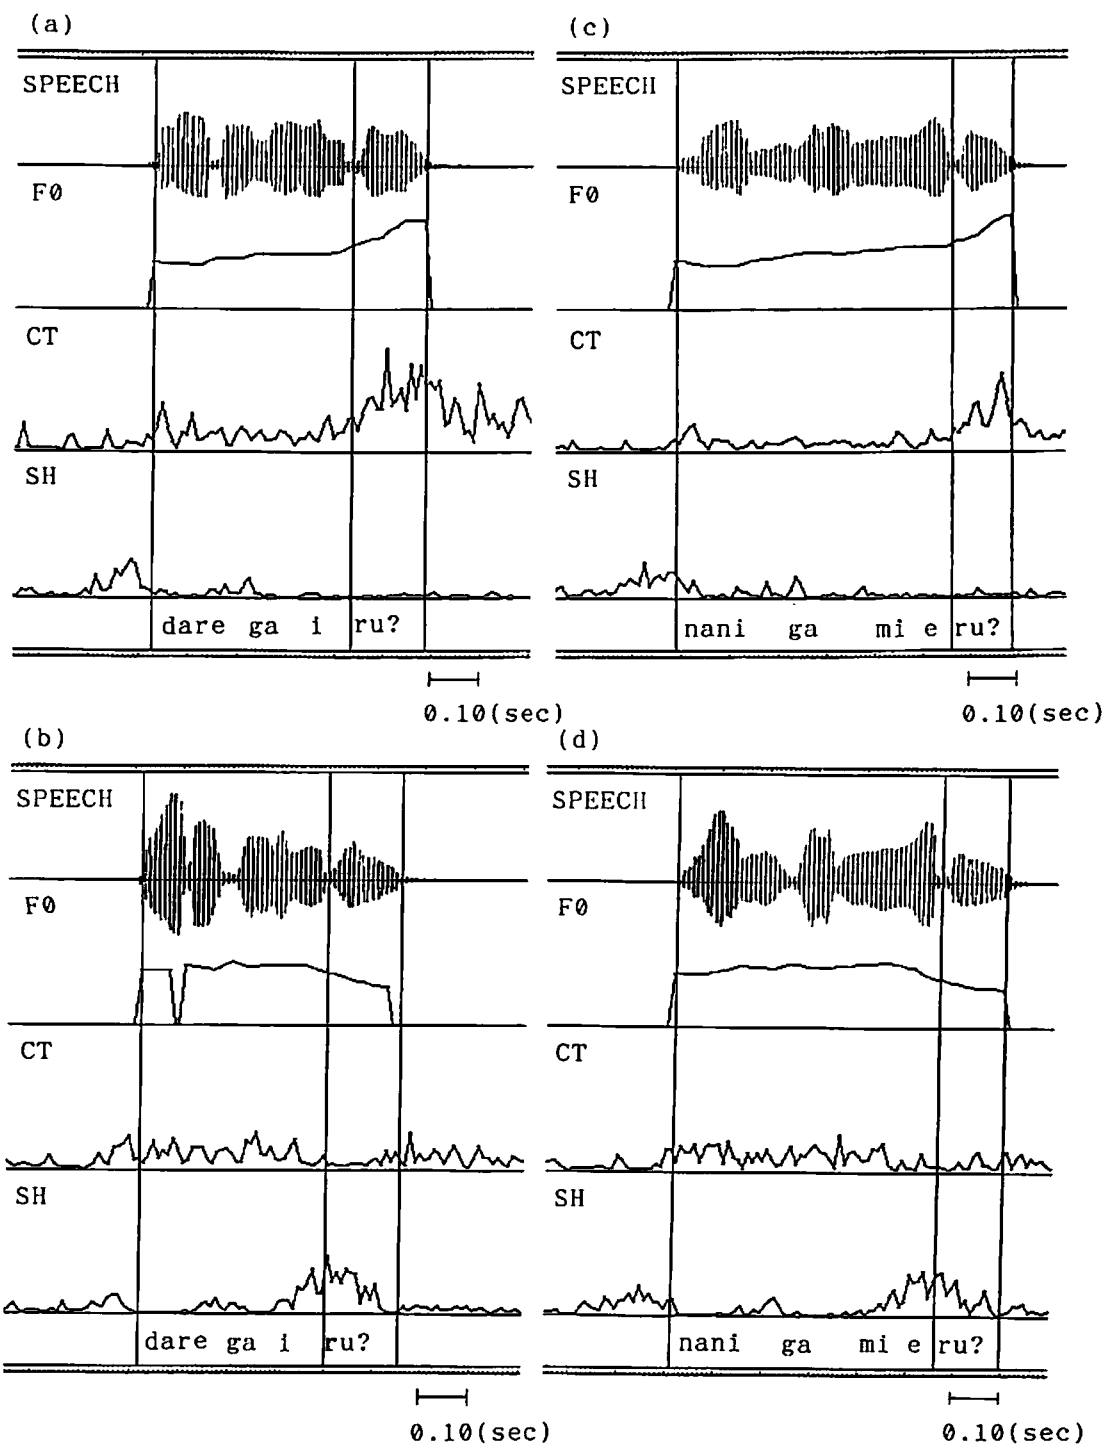 (a)
SPEECH
F0
CT
SH
dare ga i ru?
0.10(sec)
(c)
SPEECH
F0
CT
SH
nani ga mi e ru?
0.10(sec)
(b)
SPEECH
F0
CT
SH
dare ga i ru?
0.10(sec)
(d)
SPEECH
F0
CT
SH
nani ga mi e ru?
0.10(sec)